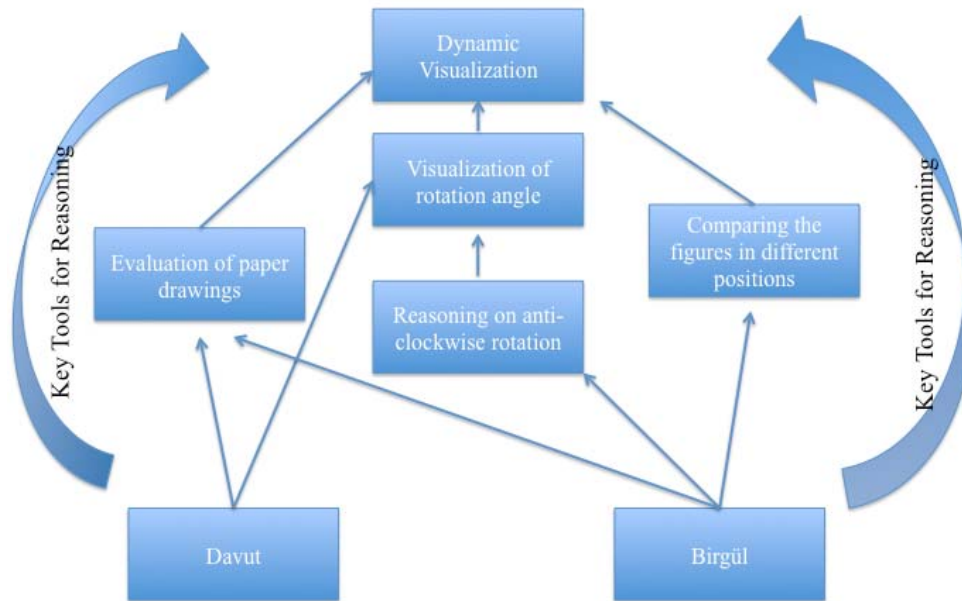 Dynamic
Visualization
Visualization of
rotation angle
Evaluation of paper
drawings
Comparing the
figures in different
positions
Reasoning on anti-
clockwise rotation
Key Tools for Reasoning
Key Tools for Reasoning
Davut
Birgül